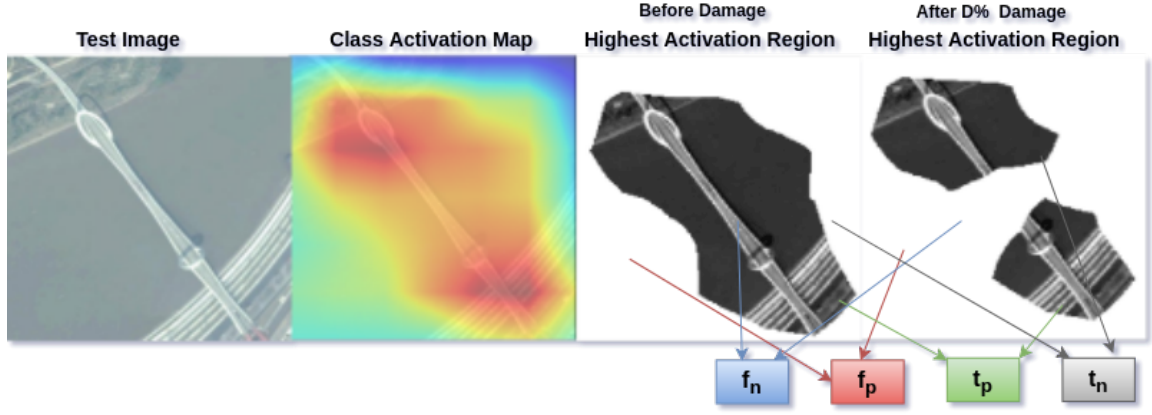 Before Damage
After D% Damage
Test Image
Class Activation Map
Highest Activation Region
Highest Activation Region
fn
fp
tp
tn